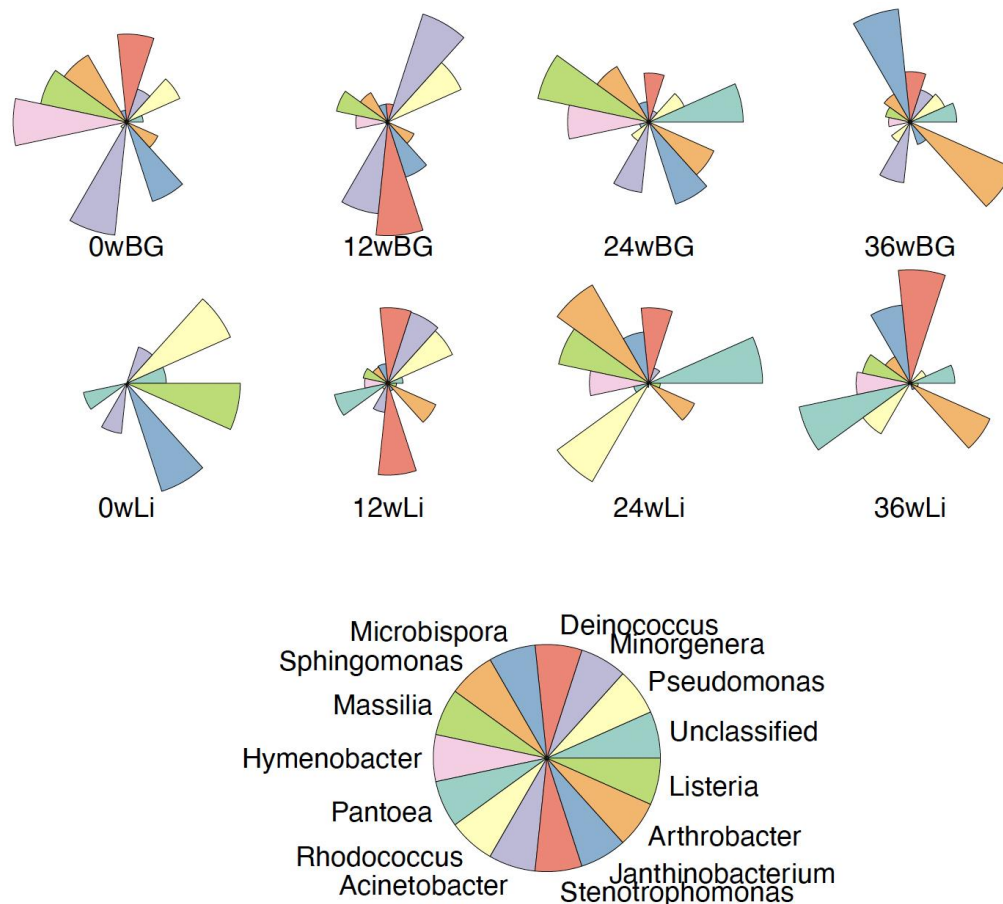 0wBG 12wBG 24wBG 36wBG
0wLi 12wLi 24wLi 36wLi
Deinococcus
Microbispora
Minorgenera
Sphingomonas
Pseudomonas
Massilia
Unclassified
Hymenobacter
Listeria
Pantoea
Arthrobacter
Rhodococcus
Janthinobacterium
Acinetobacter
Stenotrophomonas